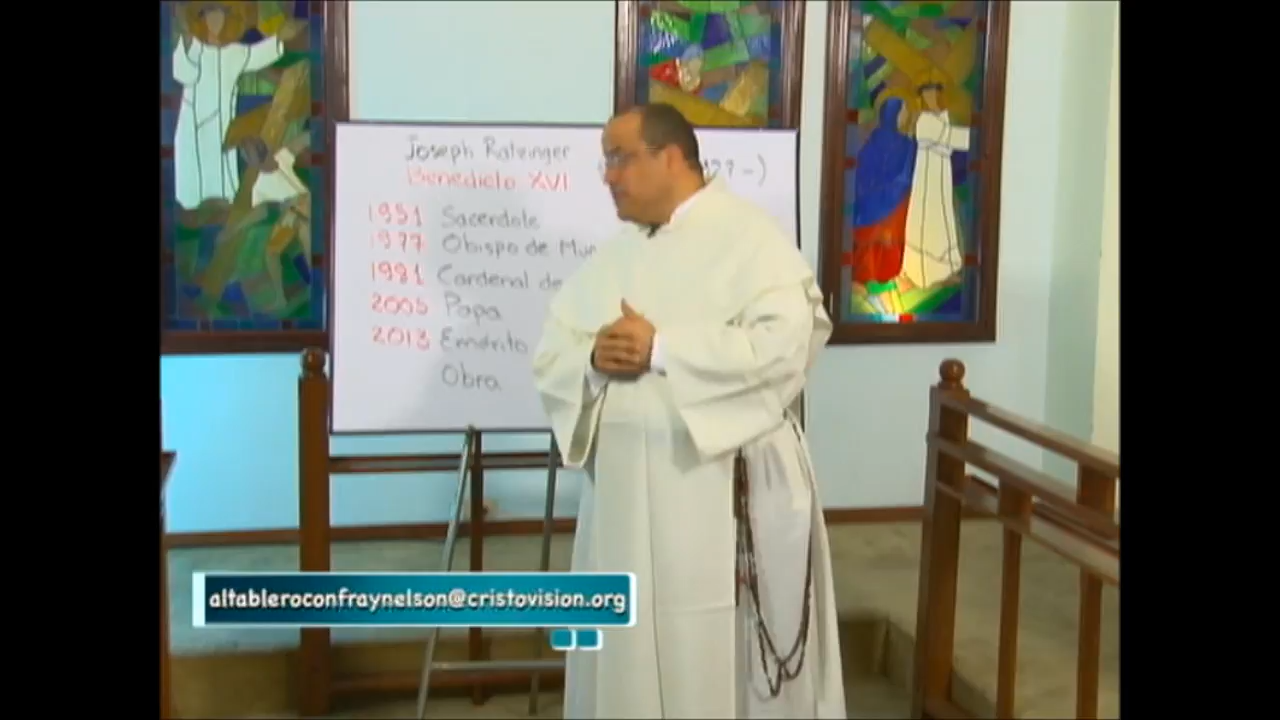 Joseph Ratzinger
Benedicto XVI
1951 Sacerdote
1977 Obispo de
1981 Cardenal de
2005 Papa
2013 Emérito
Obra
altableroconfraynelson@cristovision.org